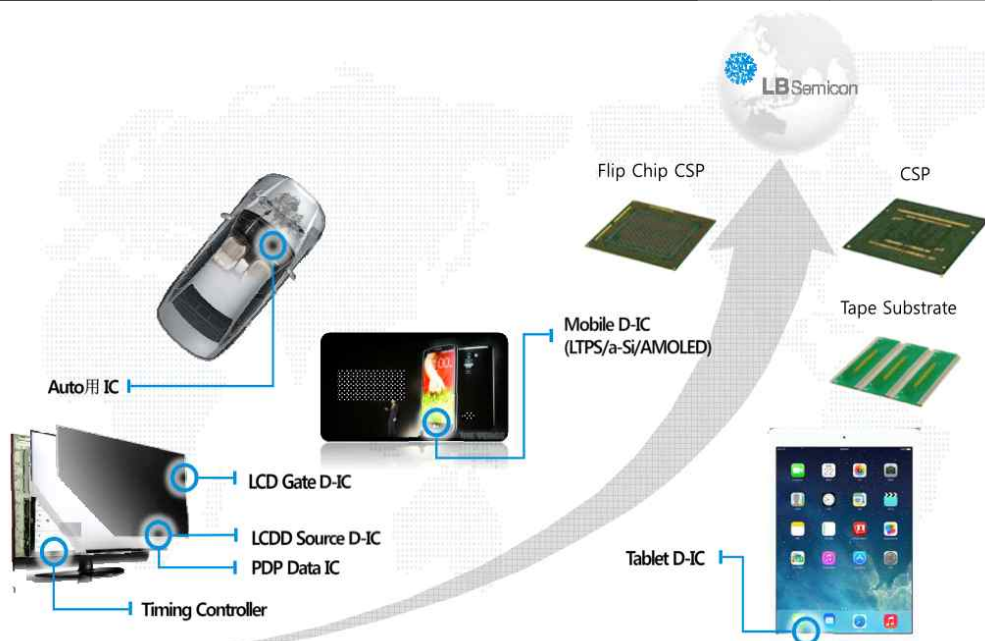 LB Semicon
Flip Chip CSP
CSP
Tape Substrate
Mobile D-IC
(LTPS/a-Si/AMOLED)
Auto用 IC
LCD Gate D-IC
LCDD Source D-IC
PDP Data IC
Timing Controller
Tablet D-IC